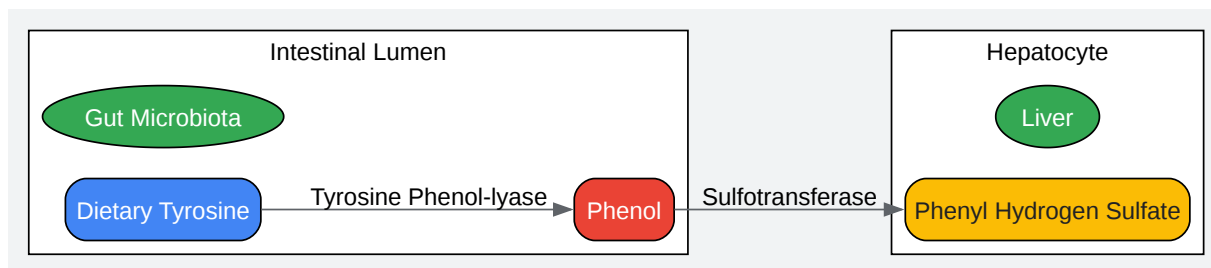 Intestinal Lumen
Hepatocyte
Gut Microbiota
Liver
Dietary Tyrosine
Tyrosine Phenol-lyase
Phenol
Sulfotransferase
Phenyl Hydrogen Sulfate